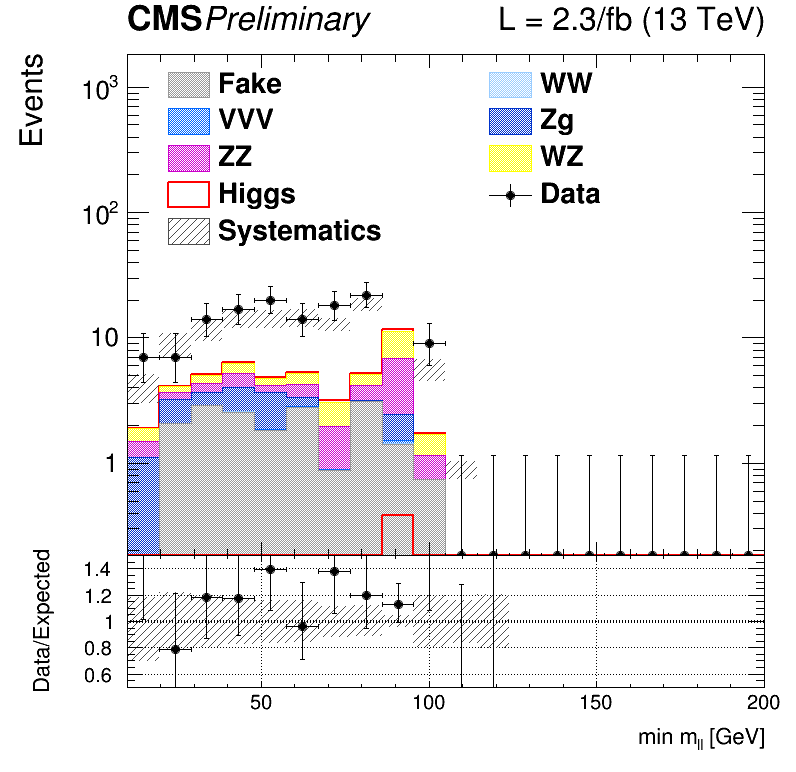 CMS Preliminary L = 2.3/fb (13 TeV)
Events
10³
10²
10
1
Fake WW
VVV Zg
ZZ WZ
Higgs Data
Systematics
Data/Expected
1.4
1.2
1
0.8
0.6
50 100 150 200
min mll [GeV]